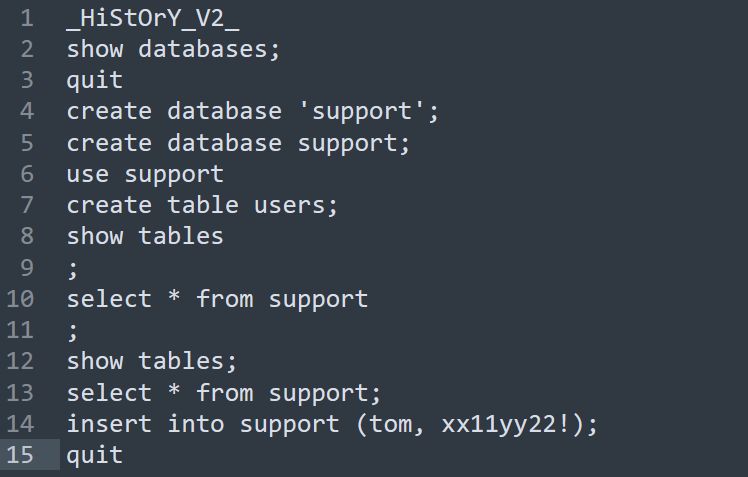 1 _HiStOrY_V2_
2 show databases;
3 quit
4 create database 'support';
5 create database support;
6 use support
7 create table users;
8 show tables
9 ;
10 select * from support
11 ;
12 show tables;
13 select * from support;
14 insert into support (tom, xx11yy22!);
15 quit